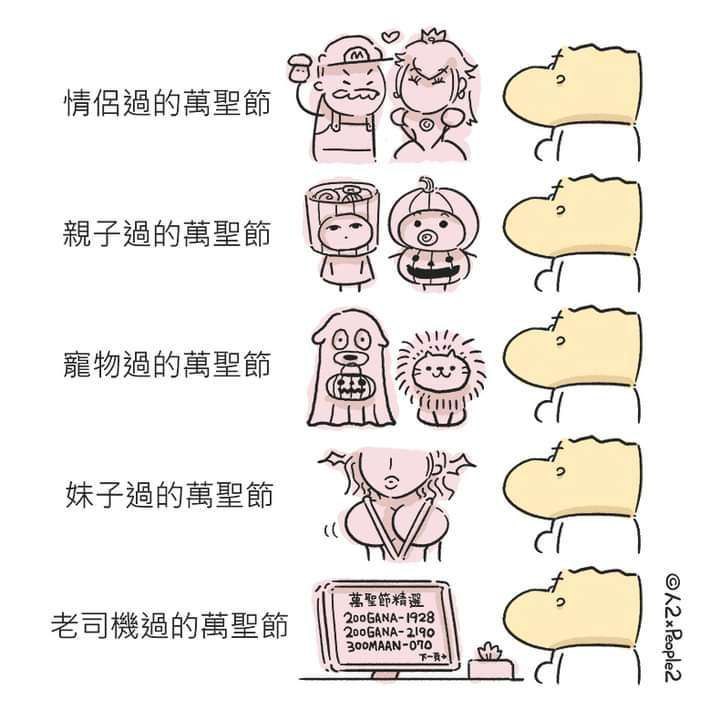 情侶過的萬聖節
M
親子過的萬聖節
寵物過的萬聖節
妹子過的萬聖節
老司機過的萬聖節
萬聖節精選
200GANA-1928
200GANA-2190
300MAAN-070
下一頁→
©人2xPeople2